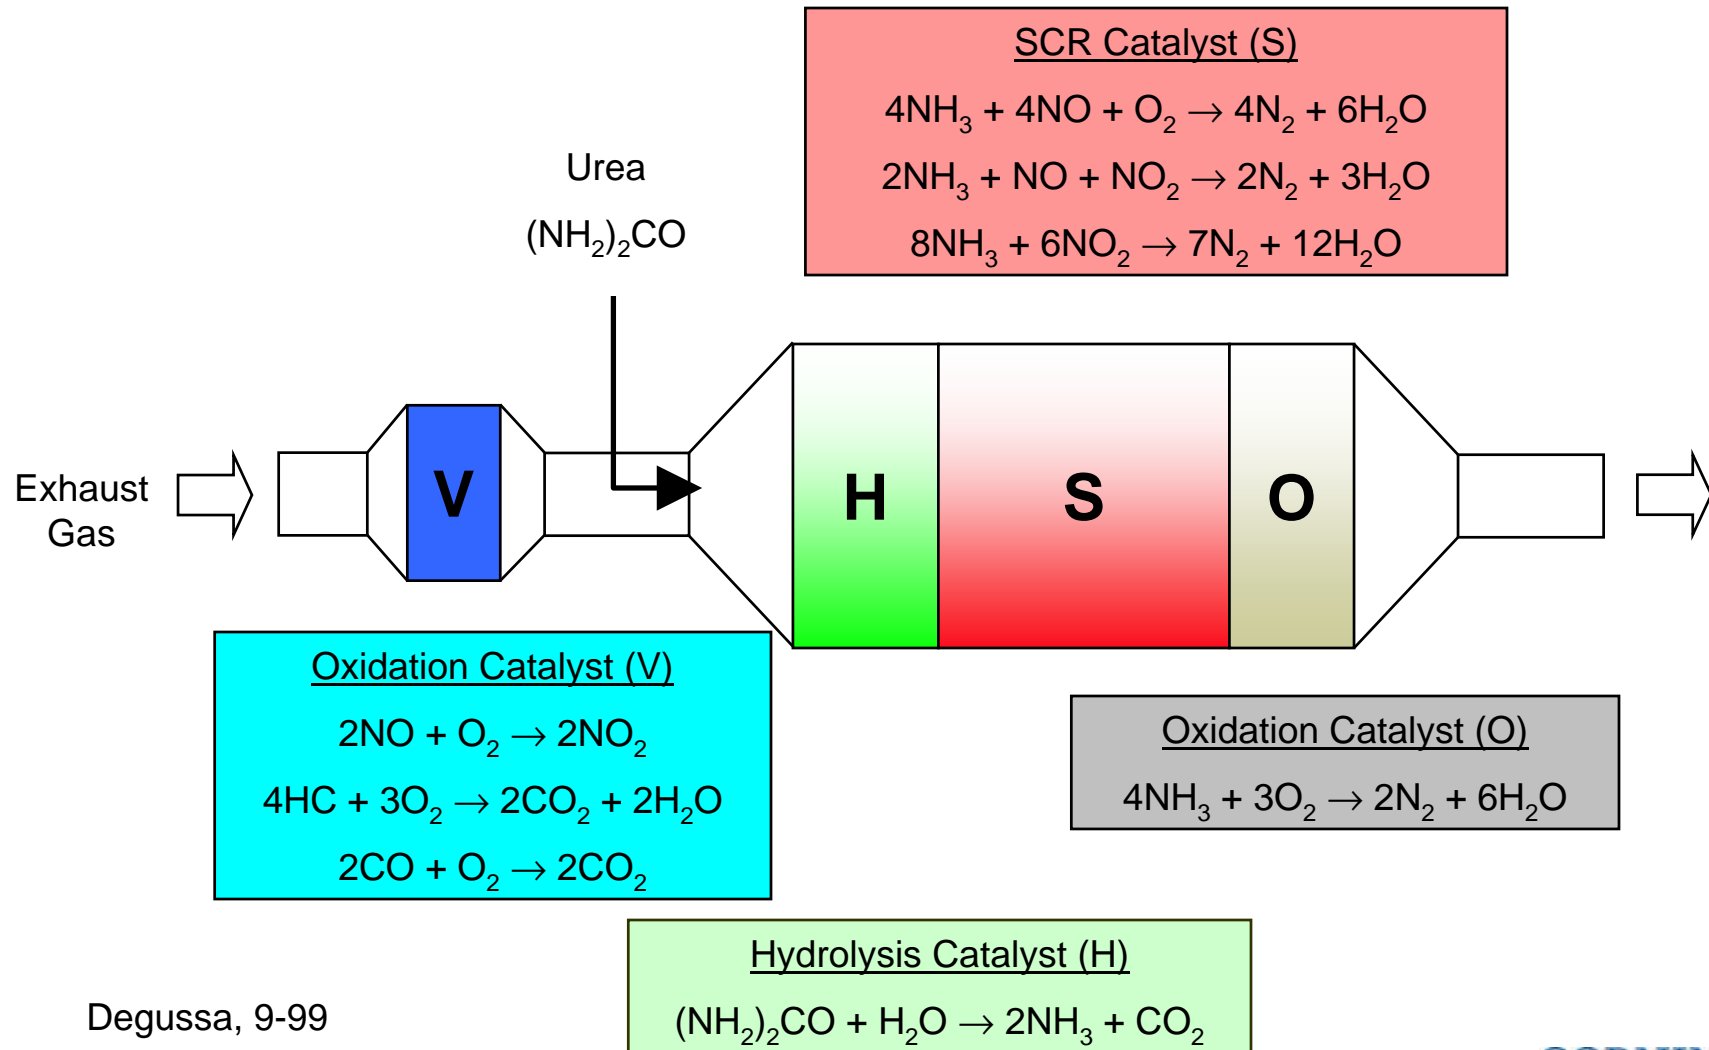 SCR Catalyst (S)
4NH₃ + 4NO + O₂ → 4N₂ + 6H₂O
2NH₃ + NO + NO₂ → 2N₂ + 3H₂O
8NH₃ + 6NO₂ → 7N₂ + 12H₂O
Urea
(NH₂)₂CO
Exhaust
Gas
V
H
S
O
Oxidation Catalyst (V)
2NO + O₂ → 2NO₂
4HC + 3O₂ → 2CO₂ + 2H₂O
2CO + O₂ → 2CO₂
Oxidation Catalyst (O)
4NH₃ + 3O₂ → 2N₂ + 6H₂O
Hydrolysis Catalyst (H)
(NH₂)₂CO + H₂O → 2NH₃ + CO₂
Degussa, 9-99